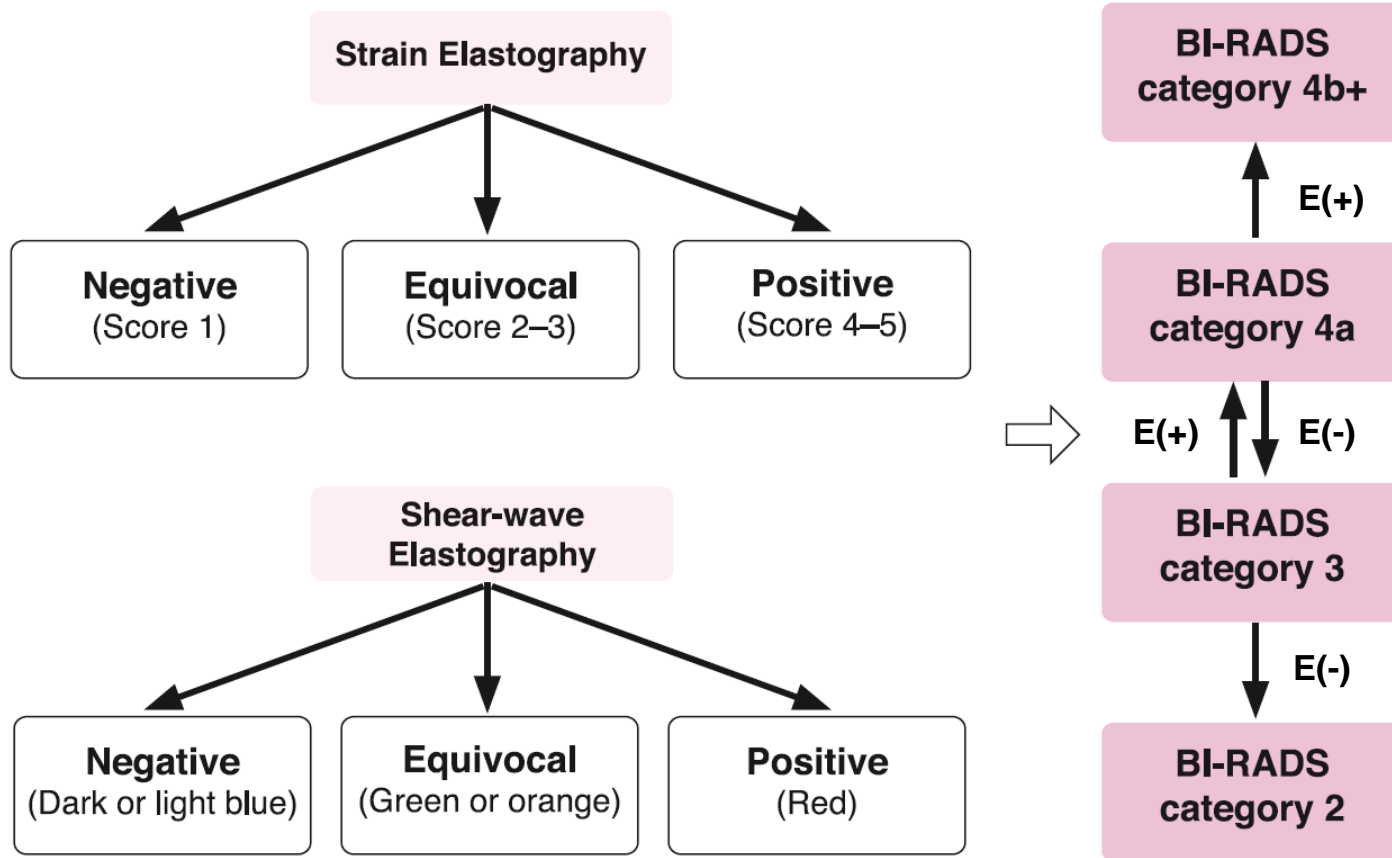 Strain Elastography
Negative
(Score 1)
Equivocal
(Score 2–3)
Positive
(Score 4–5)
Shear-wave
Elastography
Negative
(Dark or light blue)
Equivocal
(Green or orange)
Positive
(Red)
BI-RADS
category 4b+
E(+)
BI-RADS
category 4a
E(+)
E(-)
BI-RADS
category 3
E(-)
BI-RADS
category 2